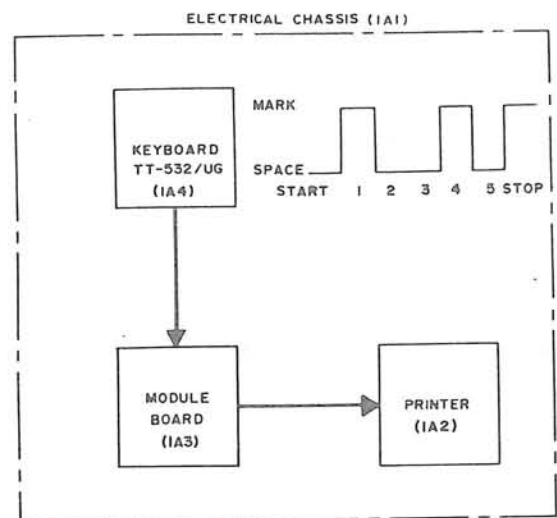 ELECTRICAL CHASSIS (1A1)
KEYBOARD
TT-532/UG
(1A4)
MARK
SPACE
START 1 2 3 4 5 STOP
MODULE
BOARD
(1A3)
PRINTER
(1A2)